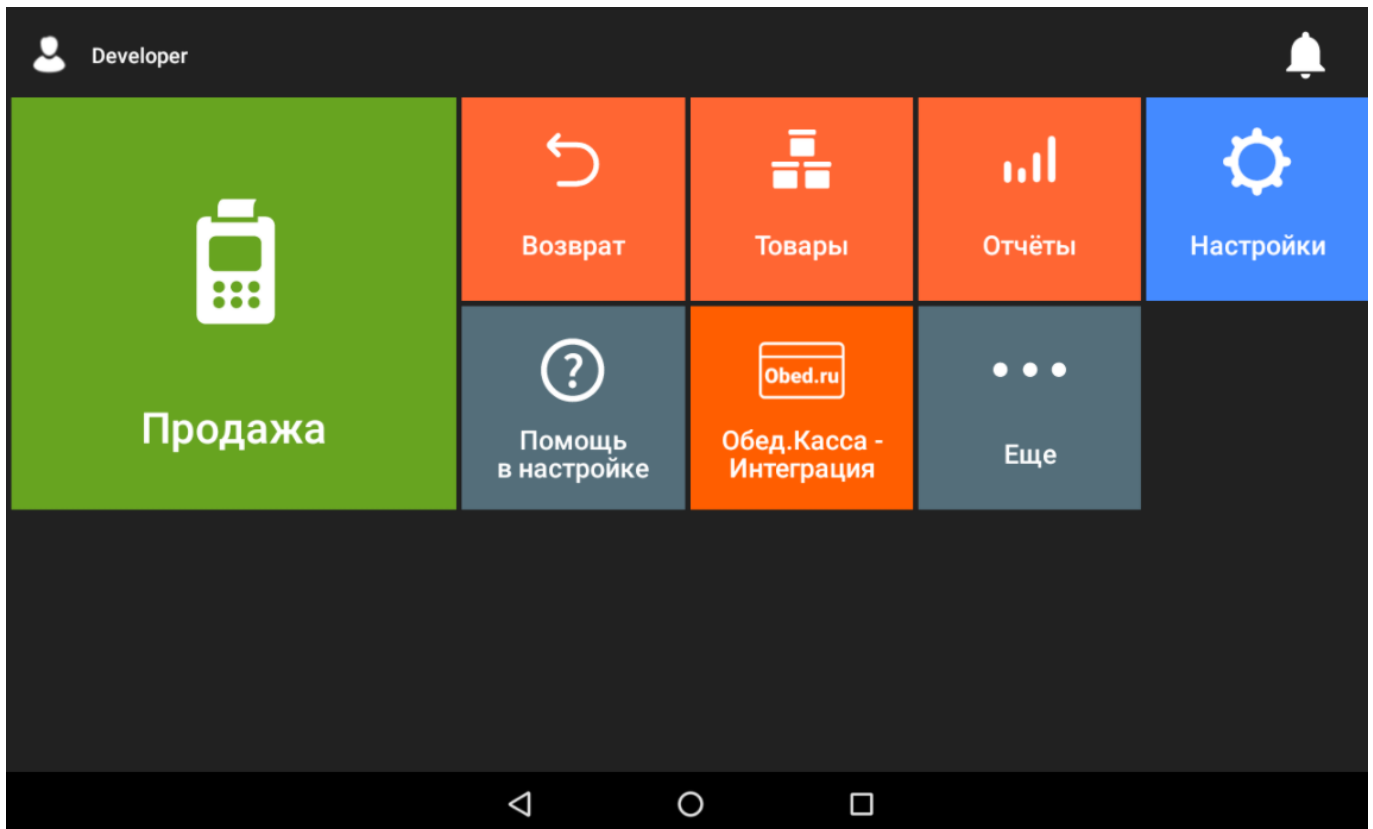 Developer
Продажа
Возврат
Товары
Отчёты
Настройки
?
Помощь
в настройке
Obed.ru
Обед.Касса -
Интеграция
Еще